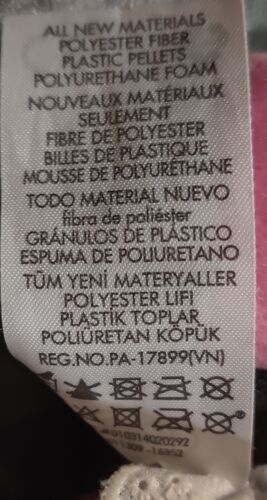 ALL NEW MATERIALS
POLYESTER FIBER
PLASTIC PELLETS
POLYURETHANE FOAM
NOUVEAUX MATÉRIAUX
SEULEMENT
FIBRE DE POLYESTER
BILLES DE PLASTIQUE
MOUSSE DE POLYURÉTHANE
TODO MATERIAL NUEVO
fibra de poliéster
GRÁNULOS DE PLÁSTICO
ESPUMA DE POLIURETANO
TÜM YENİ MATERYALLER
POLYESTER LIFI
PLASTİK TOPLAR
POLİÜRETAN KÖPÜK
REG.NO.PA-17899(VN)